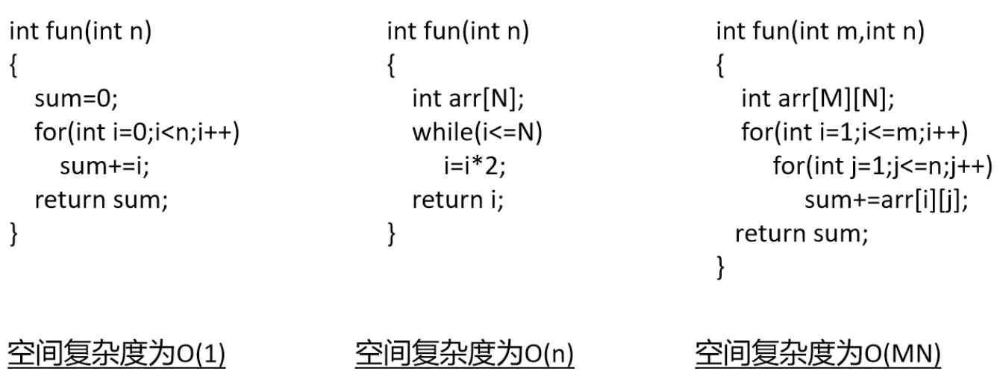 int fun(int n)
{
sum=0;
for(int i=0;i<n;i++)
sum+=i;
return sum;
}
空间复杂度为O(1)
int fun(int n)
{
int arr[N];
while(i<=N)
i=i*2;
return i;
}
空间复杂度为O(n)
int fun(int m,int n)
{
int arr[M][N];
for(int i=1;i<=m;i++)
for(int j=1;j<=n;j++)
sum+=arr[i][j];
return sum;
}
空间复杂度为O(MN)